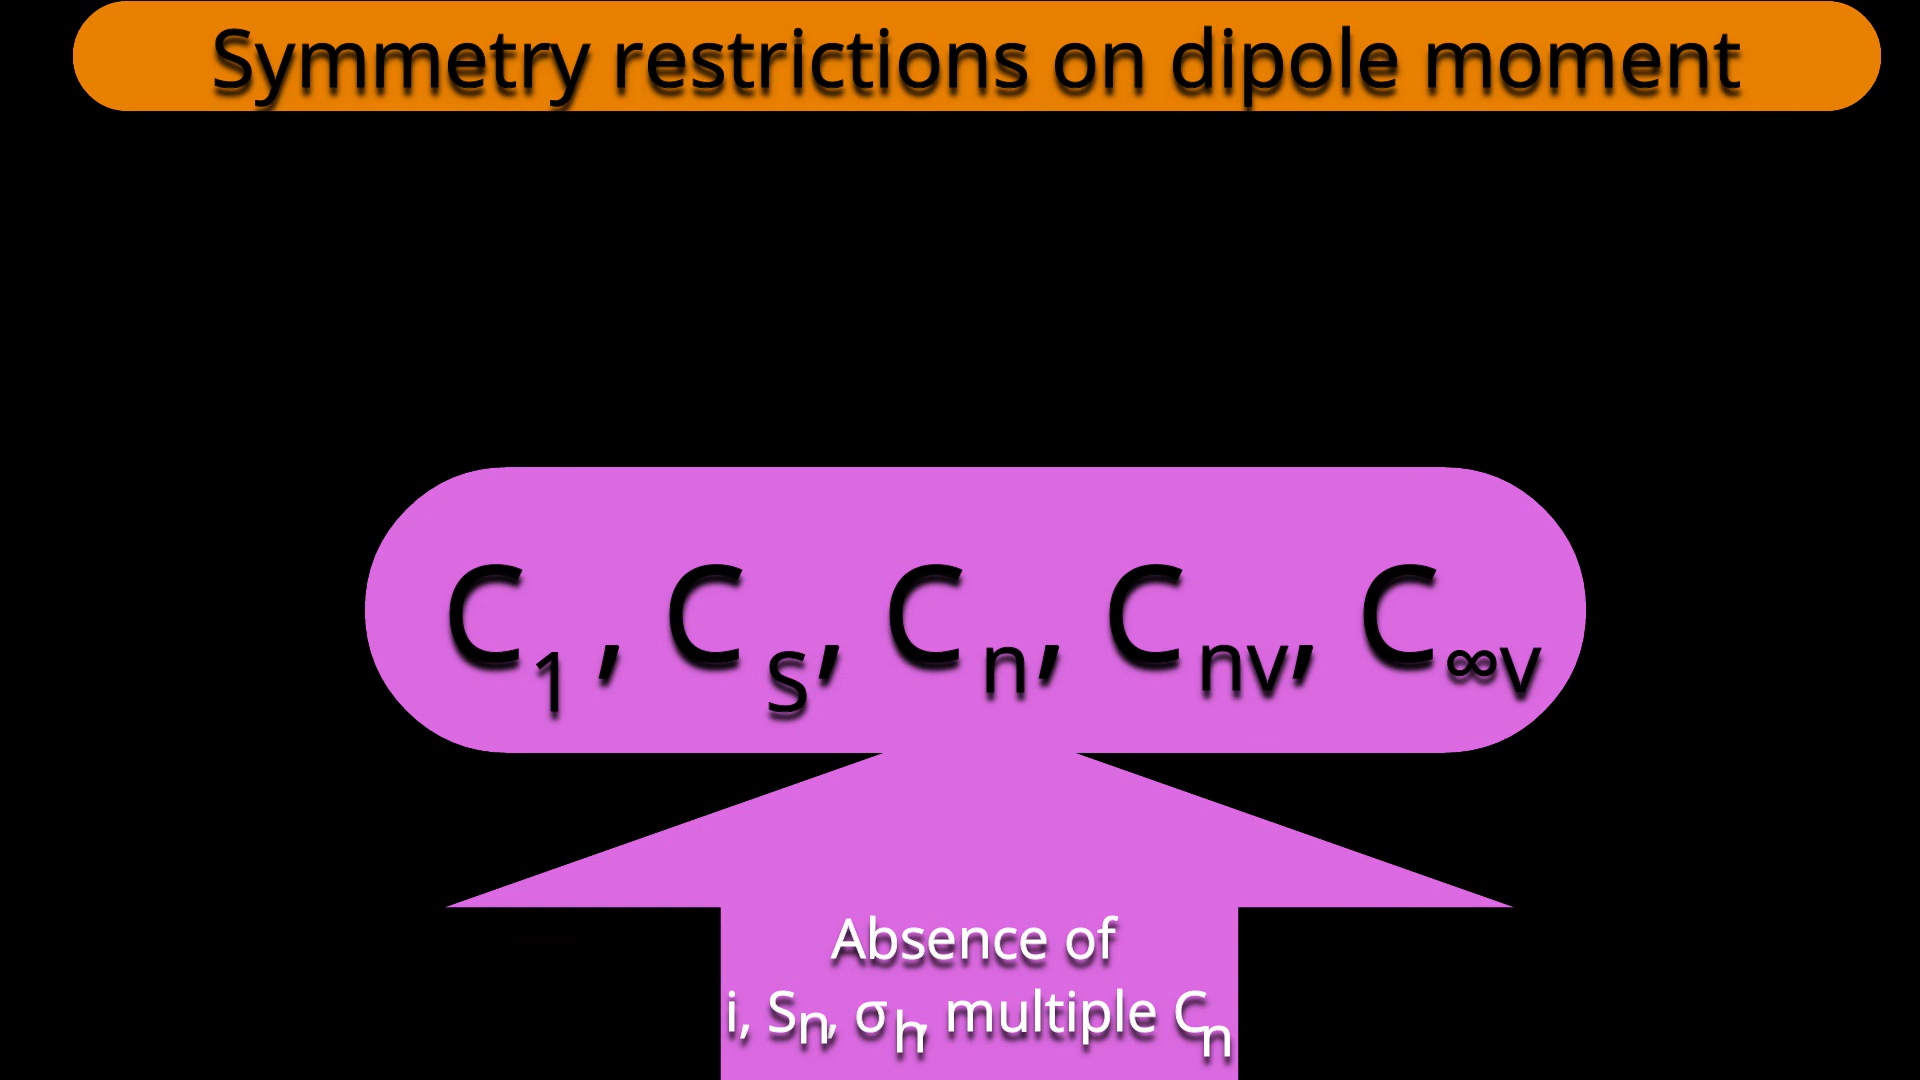 Symmetry restrictions on dipole moment
C₁, Cₛ, Cₙ, Cₙᵥ, C∞ᵥ
Absence of
i, Sₙ, σₕ, multiple Cₙ